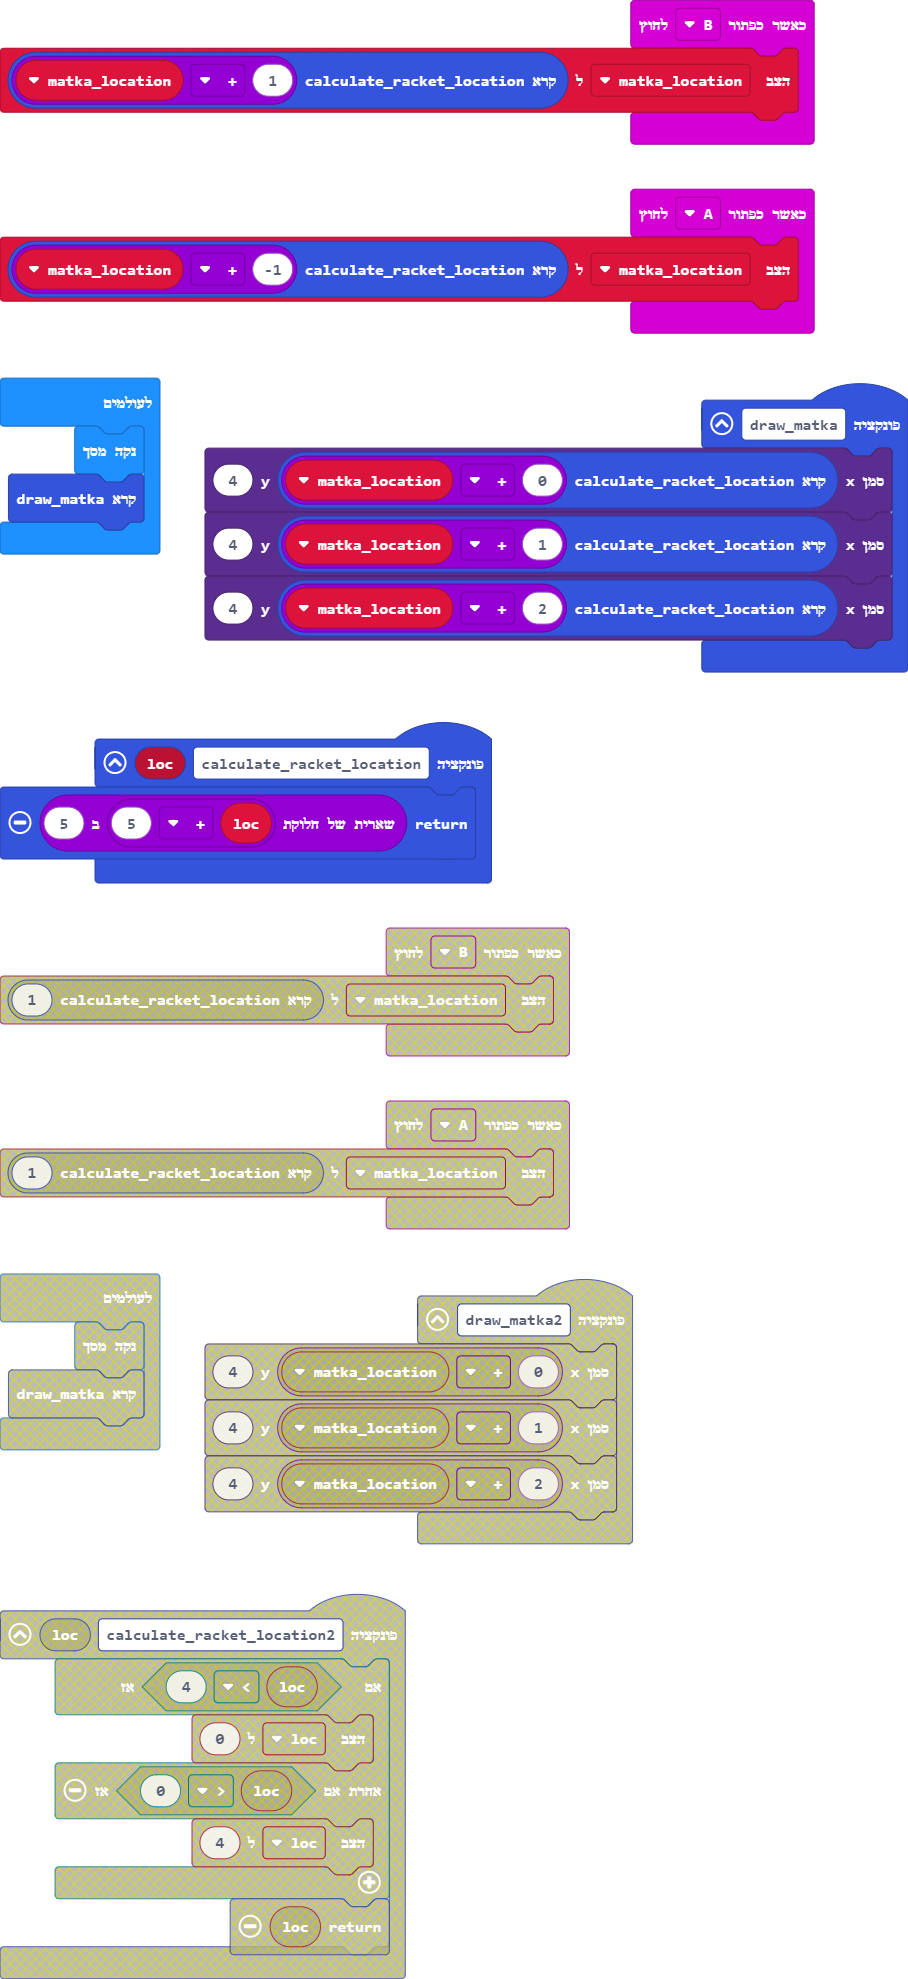 כאשר כפתור B לחוץ
הצב matka_location ל קרא calculate_racket_location 1 + matka_location
כאשר כפתור A לחוץ
הצב matka_location ל קרא calculate_racket_location -1 + matka_location
לעולמים
נקה מסך
קרא draw_matka
פונקציה draw_matka
סמן x קרא calculate_racket_location 0 + matka_location y 4
סמן x קרא calculate_racket_location 1 + matka_location y 4
סמן x קרא calculate_racket_location 2 + matka_location y 4
פונקציה calculate_racket_location loc
return שארית של חלוקת loc + 5 ב 5
כאשר כפתור B לחוץ
הצב matka_location ל קרא calculate_racket_location 1
כאשר כפתור A לחוץ
הצב matka_location ל קרא calculate_racket_location 1
לעולמים
נקה מסך
קרא draw_matka
פונקציה draw_matka2
סמן x 0 + matka_location y 4
סמן x 1 + matka_location y 4
סמן x 2 + matka_location y 4
פונקציה calculate_racket_location2 loc
אם loc > 4 אז
הצב loc ל 0
אחרת אם loc < 0 אז
הצב loc ל 4
return loc